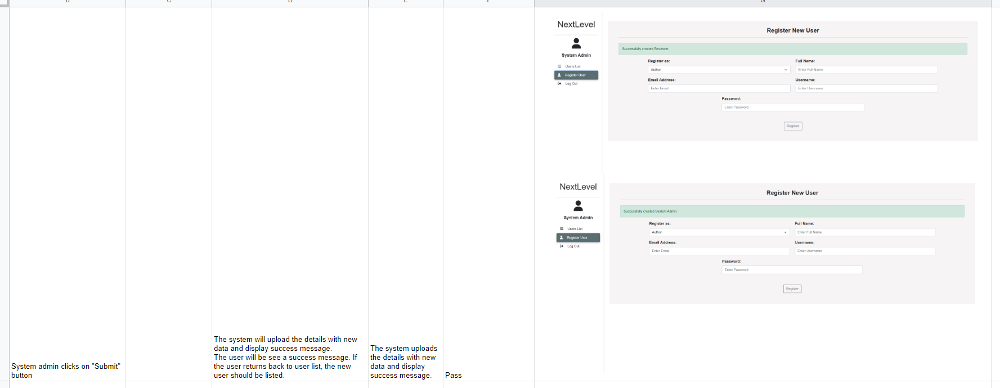 B C D E F G
NextLevel
System Admin
Users List
Register User
Log Out
Register New User
Successfully created Reviewer
Register as:
Full Name:
Author
Enter Full Name
Email Address:
Username:
Enter Email
Enter Username
Password:
Enter Password
Register
NextLevel
System Admin
Users List
Register User
Log Out
Register New User
Successfully created System Admin
Register as:
Full Name:
Author
Enter Full Name
Email Address:
Username:
Enter Email
Enter Username
Password:
Enter Password
Register
System admin clicks on "Submit"
button
The system will upload the details with new
data and display success message.
The user will be see a success message. If
the user returns back to user list, the new
user should be listed.
The system uploads
the details with new
data and display
success message.
Pass